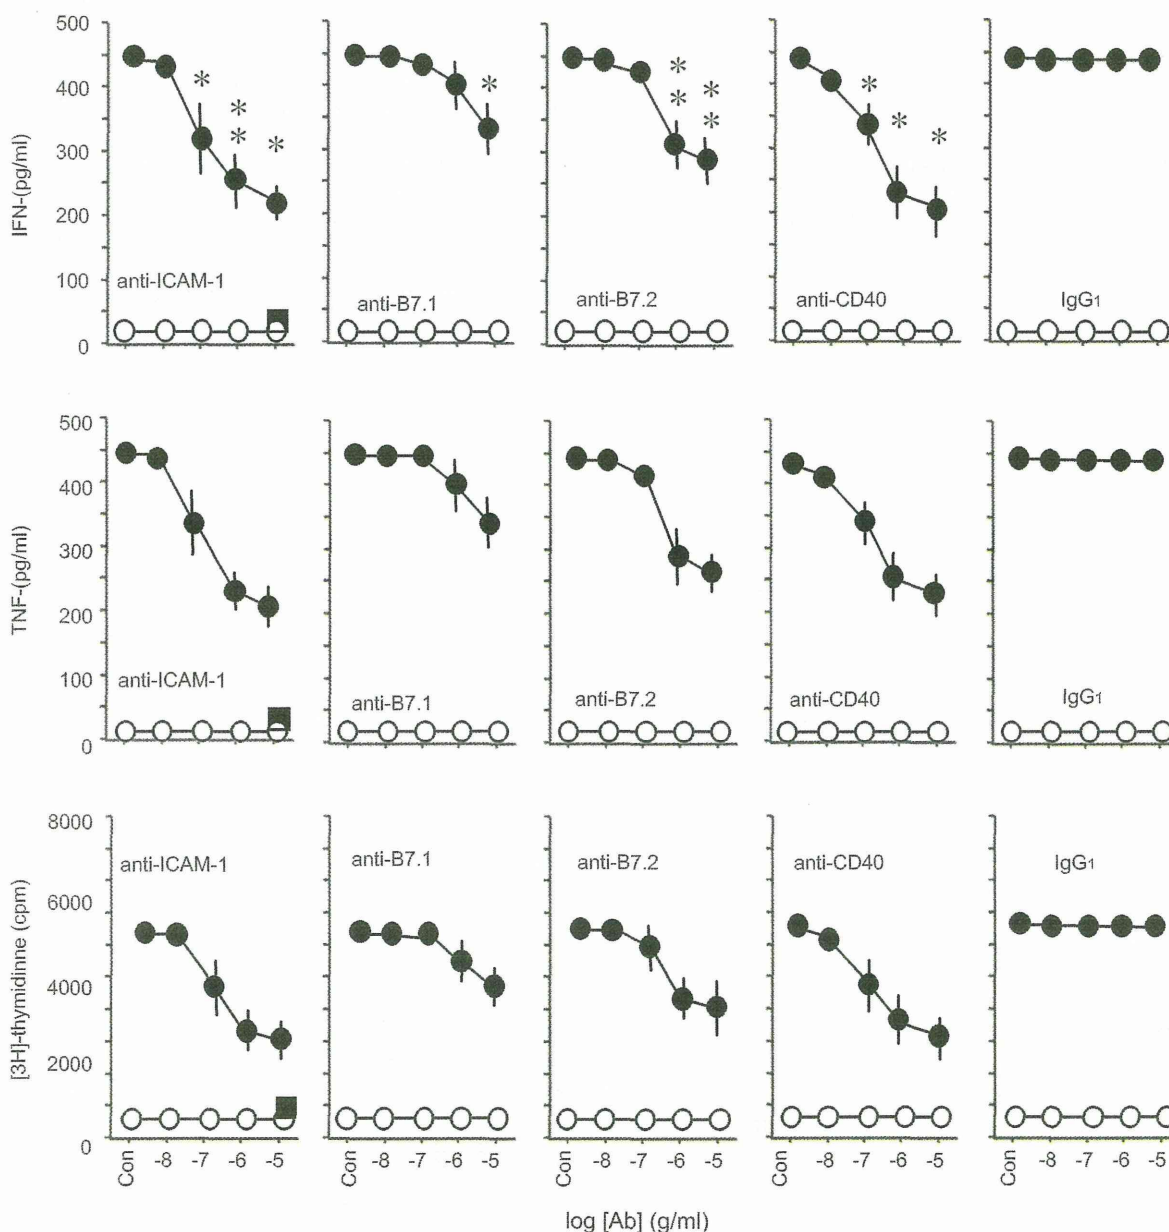 500
400
300
200
100
0
IFN-(pg/ml)
* * * *
anti-ICAM-1
*
anti-B7.1
* * * *
anti-B7.2
* * *
anti-CD40
IgG1
500
400
300
200
100
0
TNF-(pg/ml)
anti-ICAM-1
anti-B7.1
anti-B7.2
anti-CD40
IgG1
8000
6000
4000
2000
0
[3H]-thymidinne (cpm)
anti-ICAM-1
anti-B7.1
anti-B7.2
anti-CD40
IgG1
Con -8 -7 -6 -5
Con -8 -7 -6 -5
Con -8 -7 -6 -5
Con -8 -7 -6 -5
Con -8 -7 -6 -5
log [Ab] (g/ml)